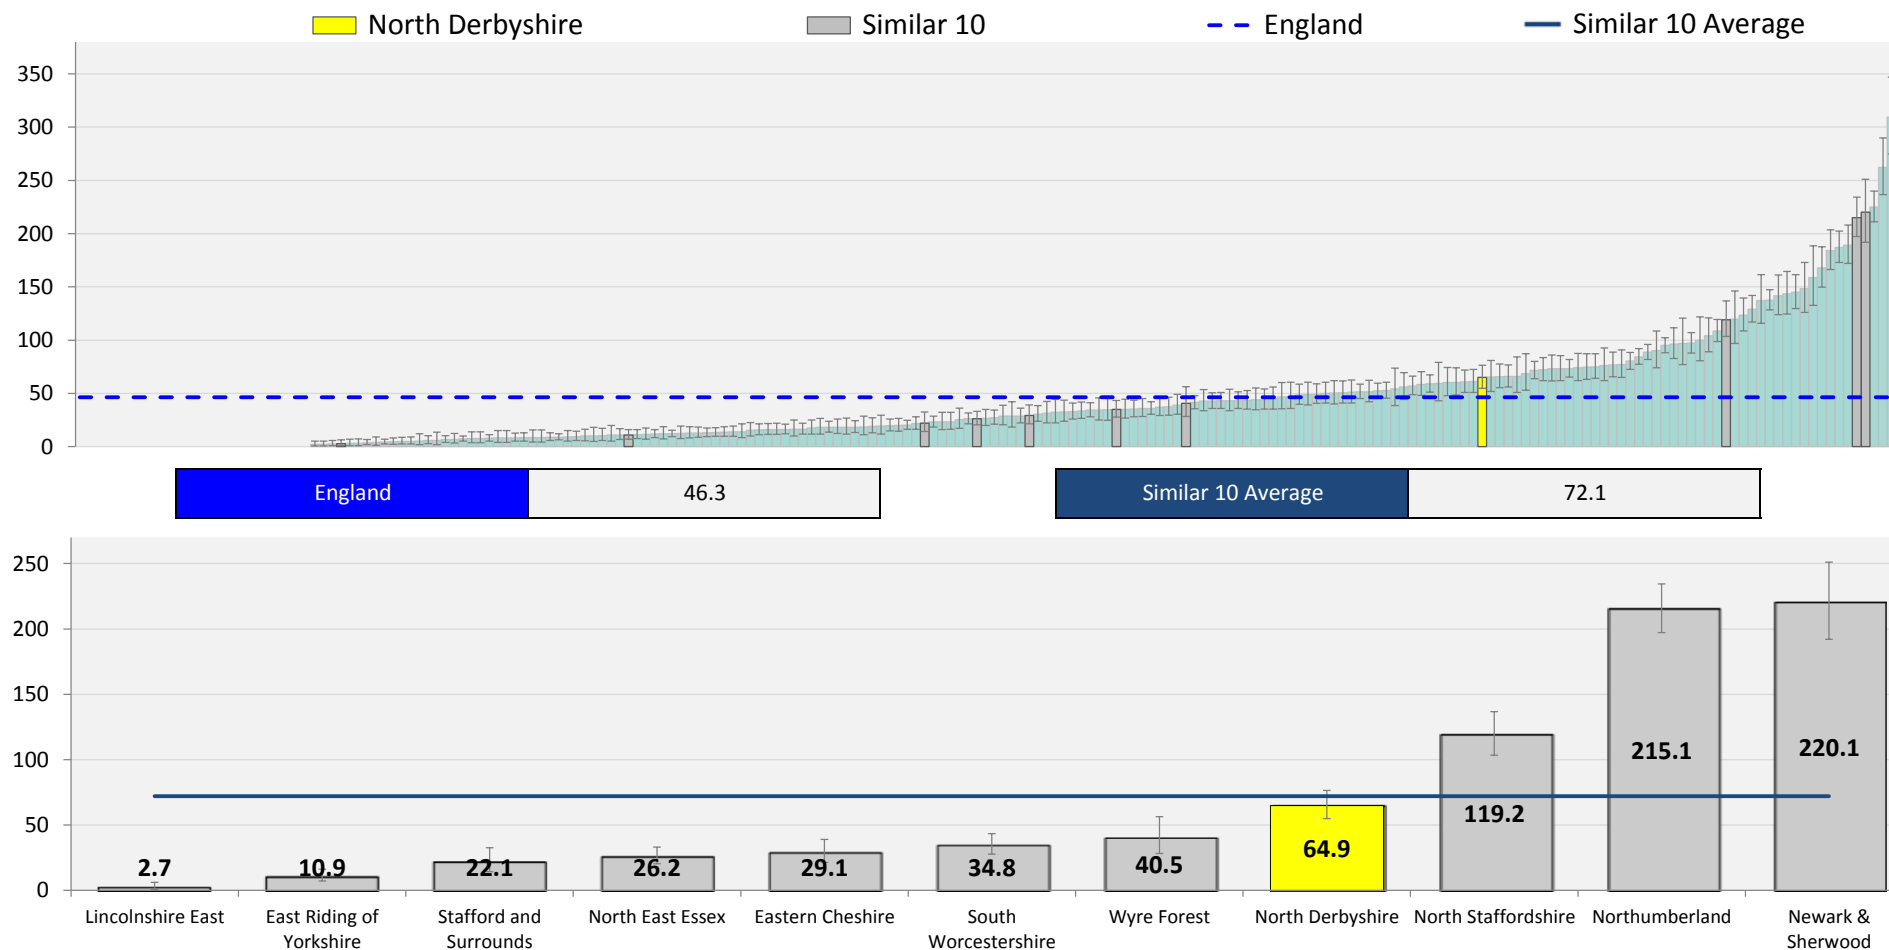 North Derbyshire
Similar 10
England
Similar 10 Average
350
300
250
200
150
100
50
0
England
46.3
Similar 10 Average
72.1
250
200
150
100
50
0
2.7
10.9
22.1
26.2
29.1
34.8
40.5
64.9
119.2
215.1
220.1
Lincolnshire East
East Riding of
Yorkshire
Stafford and
Surrounds
North East Essex
Eastern Cheshire
South
Worcestershire
Wyre Forest
North Derbyshire
North Staffordshire
Northumberland
Newark &
Sherwood